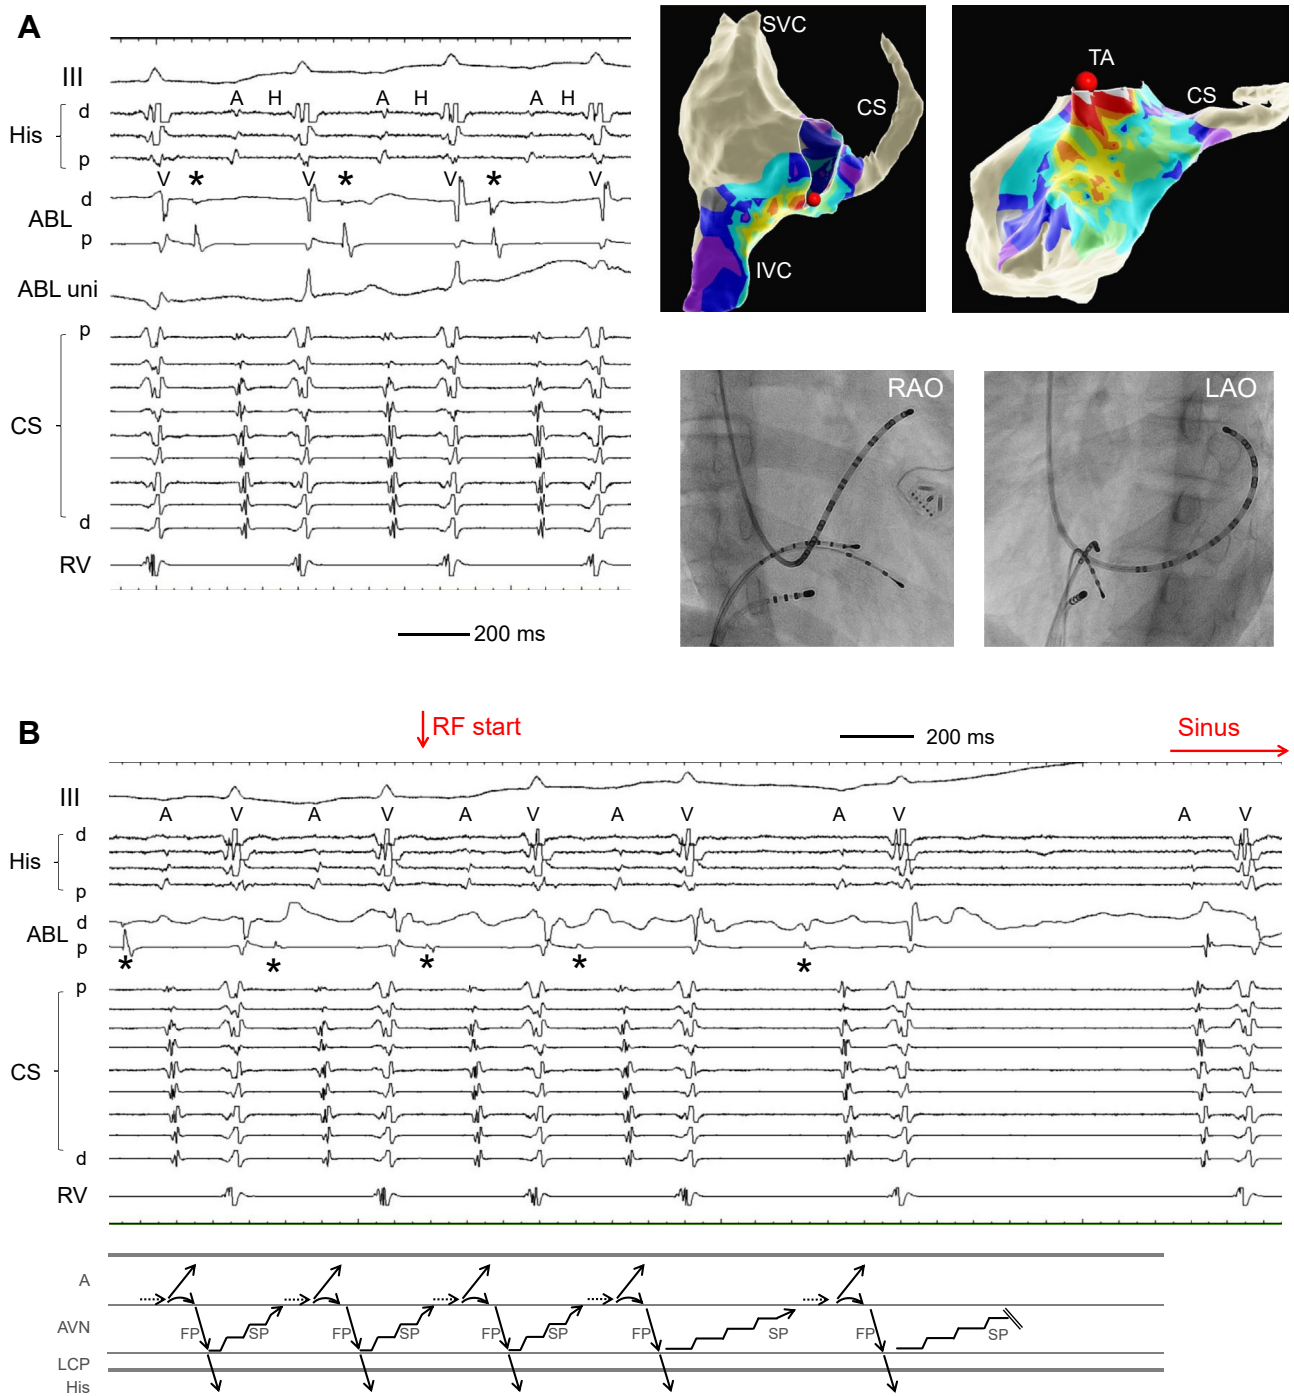 A
III
A H A H A H
His
d
p
V * V * V * V
ABL
d
p
ABL uni
CS
p
d
RV
200 ms
SVC
CS
IVC
TA
CS
RAO
LAO
B
RF start
200 ms
Sinus
III
A V A V A V A V A V A V
His
d
p
ABL
d
p
* * * * *
CS
p
d
RV
A
AVN
FP SP FP SP FP SP FP SP FP SP
LCP
His